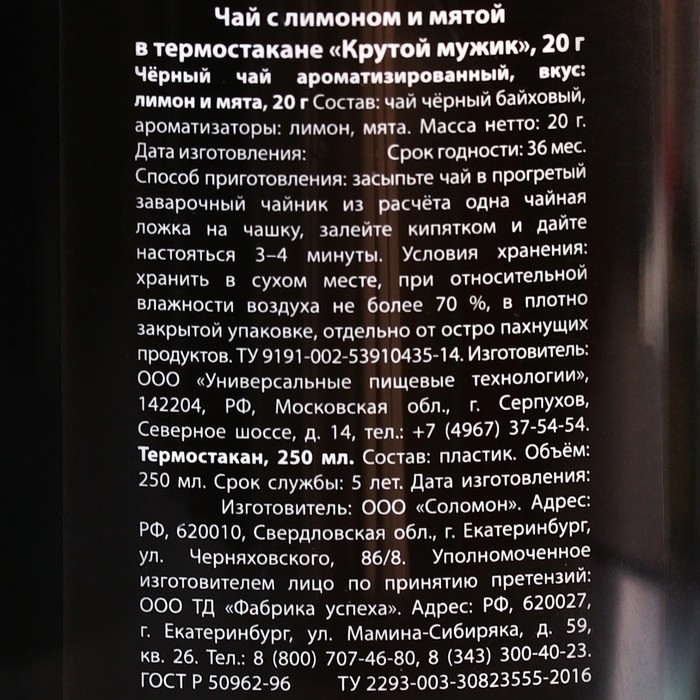 Чай с лимоном и мятой
в термостакане «Крутой мужик», 20 г
Чёрный чай ароматизированный, вкус:
лимон и мята, 20 г Состав: чай чёрный байховый,
ароматизаторы: лимон, мята. Масса нетто: 20 г.
Дата изготовления: Срок годности: 36 мес.
Способ приготовления: засыпьте чай в прогретый
заварочный чайник из расчёта одна чайная
ложка на чашку, залейте кипятком и дайте
настояться 3–4 минуты. Условия хранения:
хранить в сухом месте, при относительной
влажности воздуха не более 70 %, в плотно
закрытой упаковке, отдельно от остро пахнущих
продуктов. ТУ 9191-002-53910435-14. Изготовитель:
ООО «Универсальные пищевые технологии»,
142204, РФ, Московская обл., г. Серпухов,
Северное шоссе, д. 14, тел.: +7 (4967) 37-54-54.
Термостакан, 250 мл. Состав: пластик. Объём:
250 мл. Срок службы: 5 лет. Дата изготовления:
Изготовитель: ООО «Соломон». Адрес:
РФ, 620010, Свердловская обл., г. Екатеринбург,
ул. Черняховского, 86/8. Уполномоченное
изготовителем лицо по принятию претензий:
ООО ТД «Фабрика успеха». Адрес: РФ, 620027,
г. Екатеринбург, ул. Мамина-Сибиряка, д. 59,
кв. 26. Тел.: 8 (800) 707-46-80, 8 (343) 300-40-23.
ГОСТ Р 50962-96 ТУ 2293-003-30823555-2016